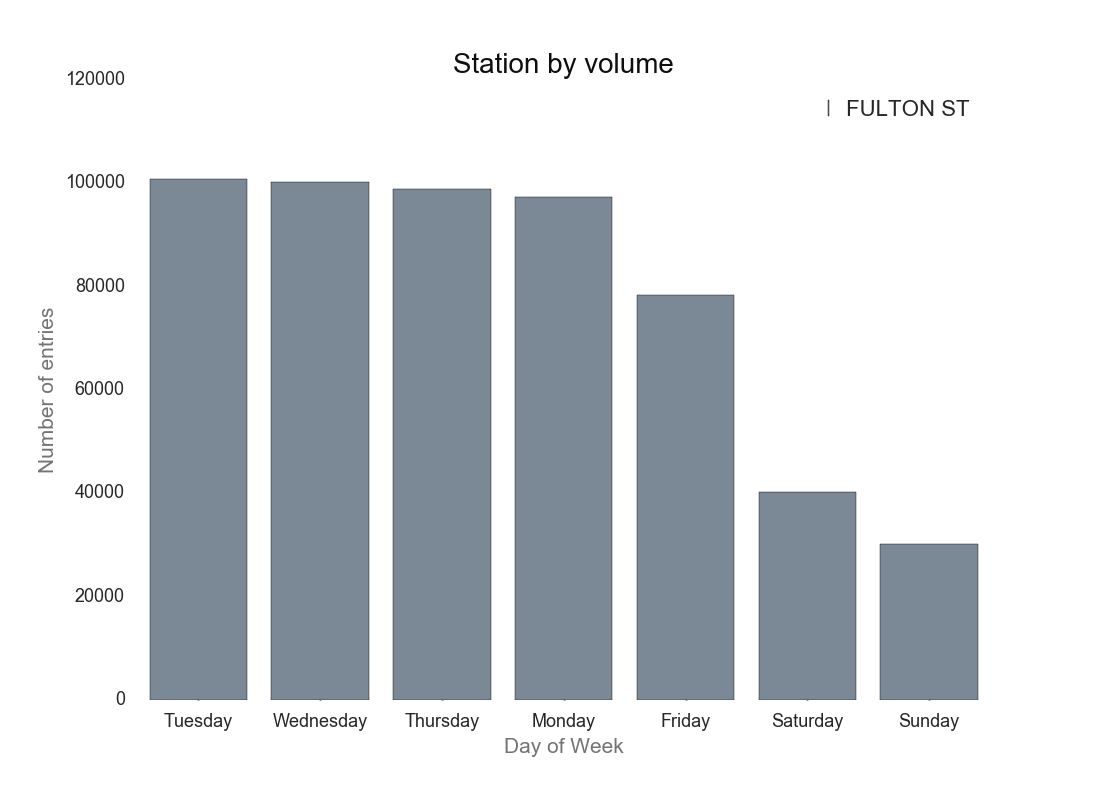 Station by volume
120000
FULTON ST
100000
80000
60000
40000
20000
0
Number of entries
Tuesday Wednesday Thursday Monday Friday Saturday Sunday
Day of Week